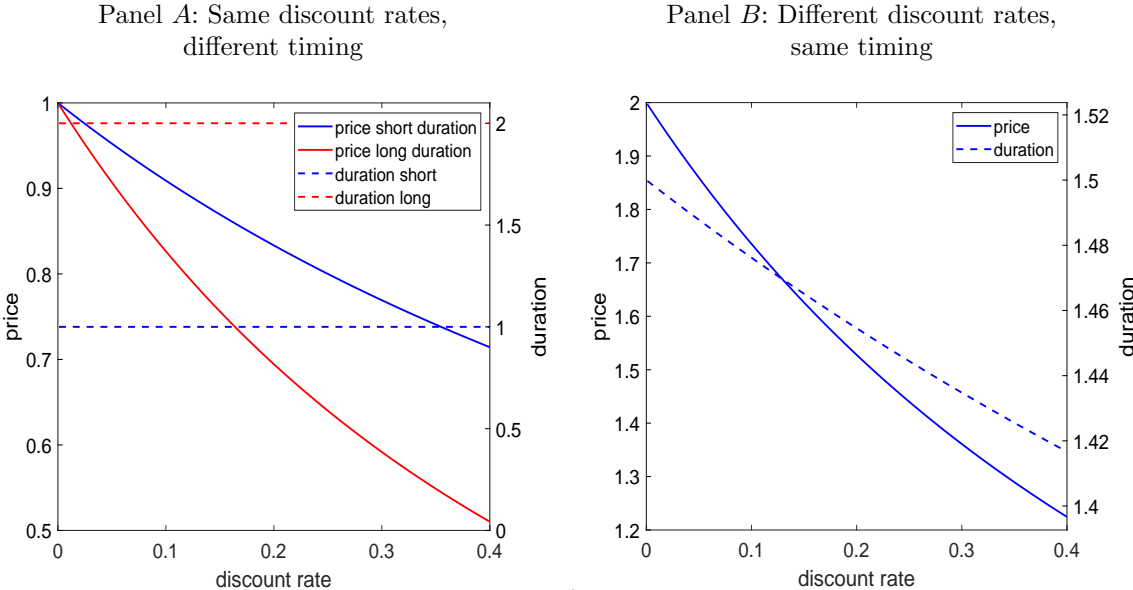 Panel A: Same discount rates,
different timing
1
0.9
0.8
0.7
0.6
0.5
price
0
0.1
0.2
0.3
0.4
discount rate
2
1.5
1
0.5
0
duration
price short duration
price long duration
duration short
duration long
Panel B: Different discount rates,
same timing
2
1.9
1.8
1.7
1.6
1.5
1.4
1.3
1.2
price
0
0.1
0.2
0.3
0.4
discount rate
1.52
1.5
1.48
1.46
1.44
1.42
1.4
duration
price
duration